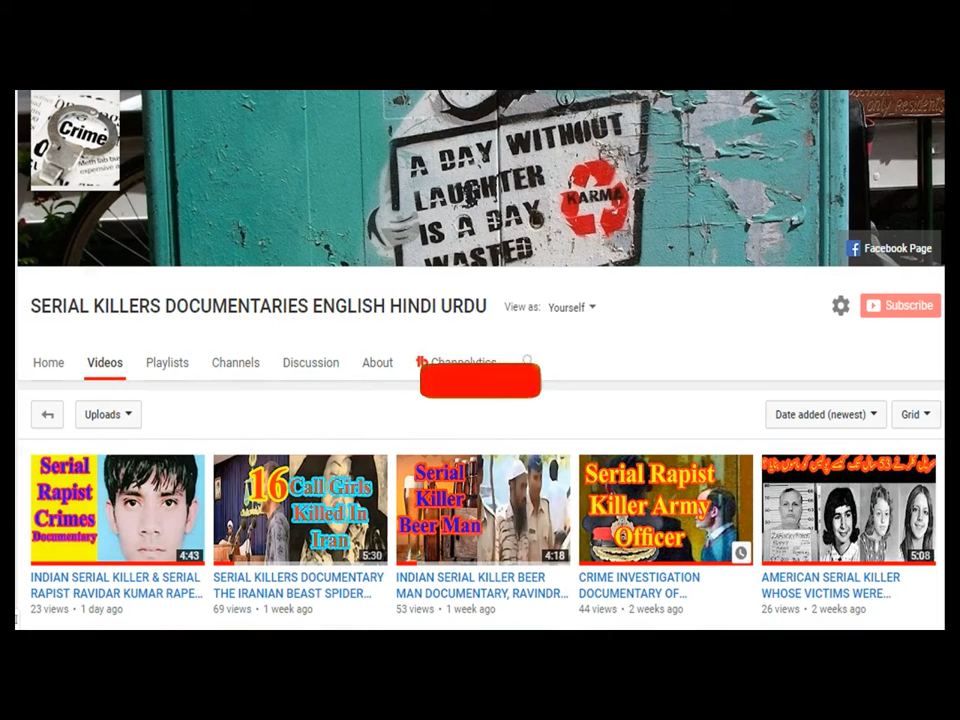 Crime
A DAY WITHOUT
LAUGHTER
IS A DAY
WASTED
KARMA
only Residents
Facebook Page
SERIAL KILLERS DOCUMENTARIES ENGLISH HINDI URDU
View as: Yourself
Subscribe
Home Videos Playlists Channels Discussion About Channelytics
Uploads
Date added (newest) Grid
Serial
Rapist
Crimes
Documentary
4:43
16 Call Girls
Killed In
Iran
5:30
Serial
Killer
Beer Man
4:18
Serial Rapist
Killer Army
Officer
5:08
INDIAN SERIAL KILLER & SERIAL
RAPIST RAVIDAR KUMAR RAPE...
23 views • 1 day ago
SERIAL KILLERS DOCUMENTARY
THE IRANIAN BEAST SPIDER...
69 views • 1 week ago
INDIAN SERIAL KILLER BEER
MAN DOCUMENTARY, RAVINDR...
53 views • 1 week ago
CRIME INVESTIGATION
DOCUMENTARY OF...
44 views • 2 weeks ago
AMERICAN SERIAL KILLER
WHOSE VICTIMS WERE...
26 views • 2 weeks ago